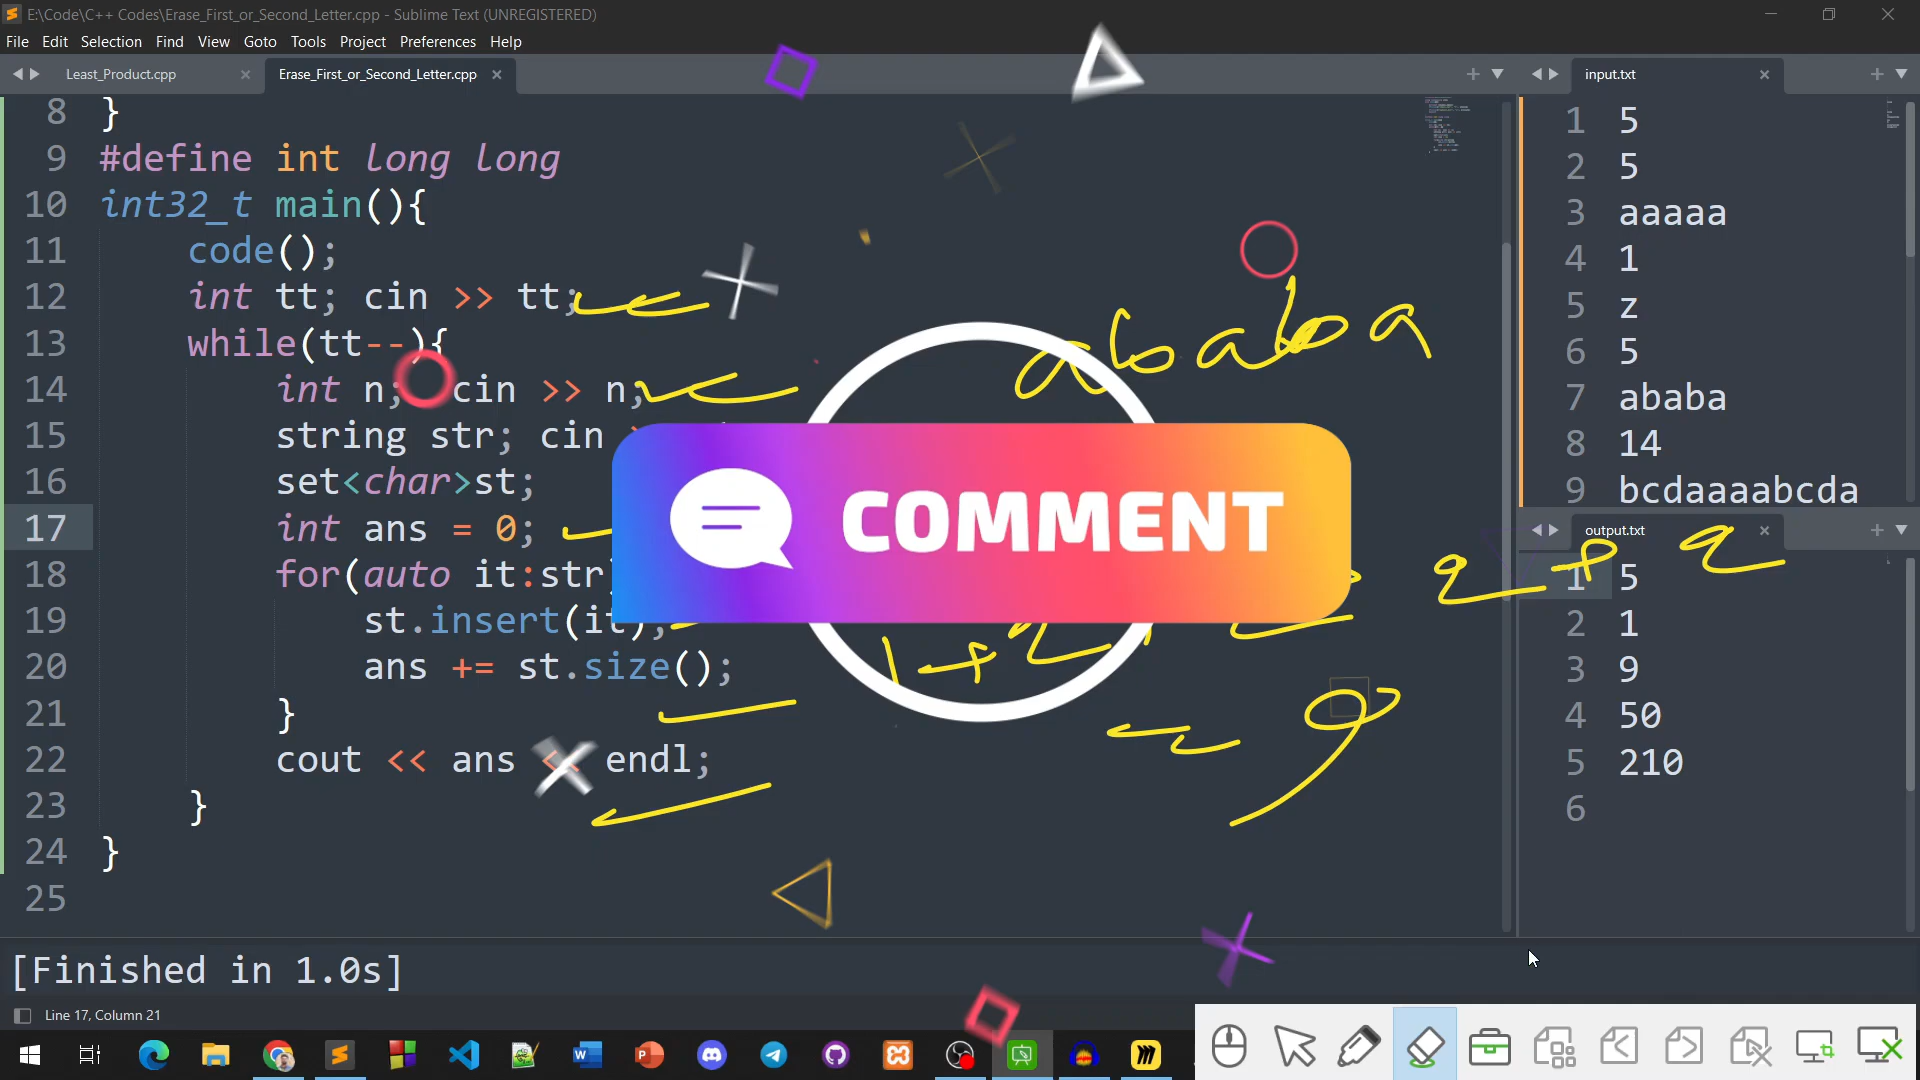 E:\Code\C++ Codes\Erase_First_or_Second_Letter.cpp - Sublime Text (UNREGISTERED)
File Edit Selection Find View Goto Tools Project Preferences Help
Least_Product.cpp
Erase_First_or_Second_Letter.cpp
8 }
9 #define int long long
10 int32_t main(){
11 code();
12 int tt; cin >> tt;
13 while(tt--){
14 int n; cin >> n;
15 string str; cin
16 set<char>st;
17 int ans = 0;
18 for(auto it:str
19 st.insert(it);
20 ans += st.size();
21 }
22 cout << ans << endl;
23 }
24 }
25
ababa
COMMENT
1 + 2
2 + 2
9
input.txt
1 5
2 5
3 aaaaa
4 1
5 z
6 5
7 ababa
8 14
9 bcdaaaabcda
output.txt
1 5
2 1
3 9
4 50
5 210
6
[Finished in 1.0s]
Line 17, Column 21